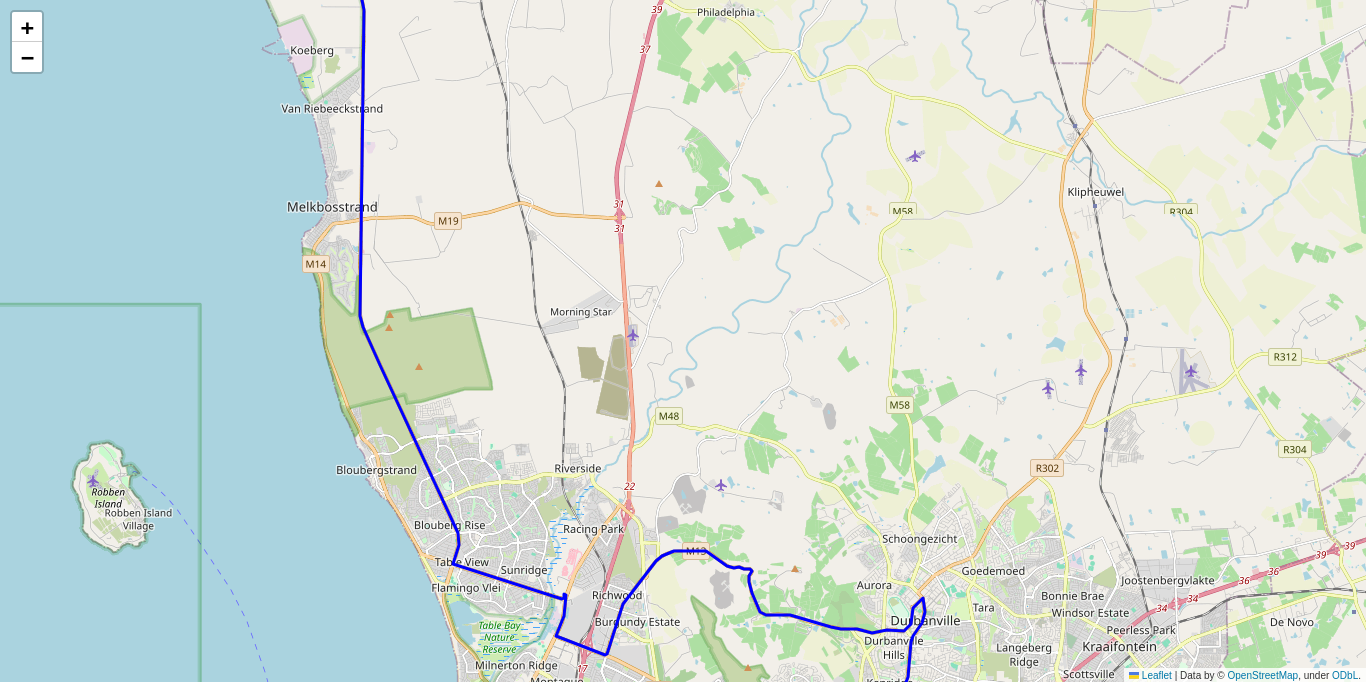 +
−
39
Philadelphia
37
Koeberg
Van Riebeeckstrand
Klipheuwel
Melkbosstrand
31
M19
31
M58
R304
M14
Morning Star
R312
M58
M48
Bloubergstrand
Riverside
R302
R304
22
Robben
Island
Robben Island
Village
Blouberg Rise
Racing Park
Schoongezicht
M13
39
39
Table View
Sunridge
Goedemoed
36
36
Joostenbergvlakte
Flamingo Vlei
Richwood
Aurora
Bonnie Brae
34
34
Tara
Windsor Estate
Table Bay
Nature
Reserve
Burgundy Estate
Durbanville
De Novo
Peerless Park
Durbanville
Hills
Langeberg
Ridge
Kraaifontein
Milnerton Ridge
17
Scottsville
Montague
Kenridge
Leaflet | Data by © OpenStreetMap, under ODbL.